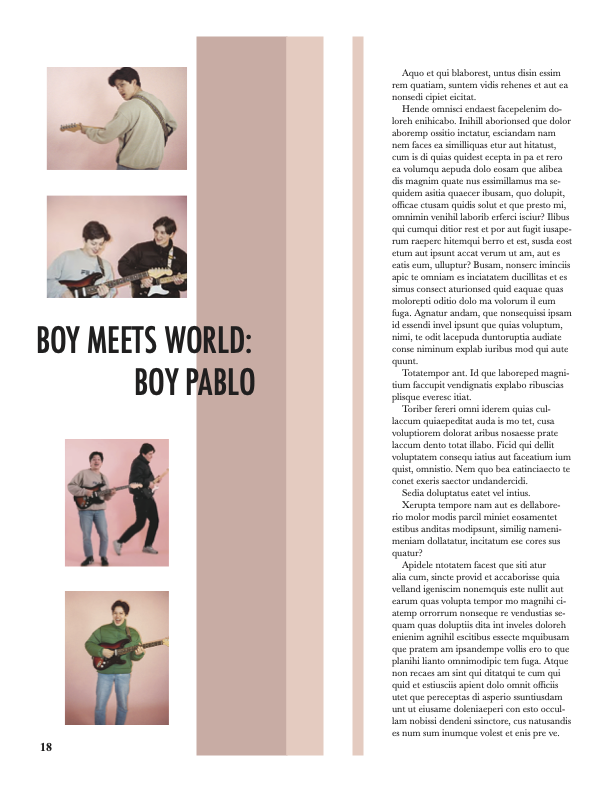 BOY MEETS WORLD:
BOY PABLO
Aquo et qui blaborest, untus disin essim
rem quatiam, suntem vidis rehenes et aut ea
nonsedi cipiet eicitat.
Hende omnisci endaest facepelenim do-
loreh enihicabo. Inihill aborionsed que dolor
aboremp ossitio inctatur, esciandam nam
nem faces ea similliquas etur aut hitatust,
cum is di quias quidest ecepta in pa et rero
ea volumqu aepuda dolo eosam que alibea
dis magnim quate nus essimillamus ma se-
quidem asitia quaecer ibusam, quo dolupit,
officae ctusam quidis solut et que presto mi,
omnimin venihil laborib erferci isciur? Ilibus
qui cumqui ditior rest et por aut fugit iusape-
rum raeperc hitemqui berro et est, susda eost
etum aut ipsunt accat verum ut am, aut es
eatis eum, ulluptur? Busam, nonserc iminciis
apic te omniam es inciatatem ducillitas et es
simus consect aturionsed quid eaquae quas
molorepti oditio dolo ma volorum il eum
fuga. Agnatur andam, que nonsequissi ipsam
id essendi invel ipsunt que quias voluptum,
nimi, te odit lacepuda duntoruptia audiate
conse niminum explab iuribus mod qui aute
quunt.
Totatempor ant. Id que laboreped magni-
tium faccupit vendignatis explabo ribuscias
plisque everesc itiat.
Toriber fereri omni iderem quias cul-
laccum quiaepeditat auda is mo tet, cusa
voluptiorem dolorat aribus nosaesse prate
laccum dento totat illabo. Ficid qui dellit
voluptatem consequ iatius aut faceatium ium
quist, omnistio. Nem quo bea eatinciaecto te
conet exeris saector undandercidi.
Sedia doluptatus eatet vel intius.
Xerupta tempore nam aut es dellabore-
rio molor modis parcil miniet eosamentet
estibus anditas modipsunt, similig nameni-
meniam dollatatur, incitatum ese cores sus
quatur?
Apidele ntotatem facest que siti atur
alia cum, sincte provid et accaborisse quia
velland igeniscim nonemquis este nullit aut
earum quas volupta tempor mo magnihi ci-
atemp orrorrum nonseque re vendustias se-
quam quas doluptiis dita int inveles doloreh
enienim agnihil escitibus essecte mquibusam
que pratem am ipsandempe vollis ero to que
planihi lianto omnimodipic tem fuga. Atque
non recaes am sint qui ditatqui te cum qui
quid et estiusciis apient dolo omnit officiis
utet que pereceptas di asperio ssuntiusdam
unt ut eiusame doleniaeperi con esto occul-
lam nobissi dendeni ssinctore, cus natusandis
es num sum inumque volest et enis pre ve.
18